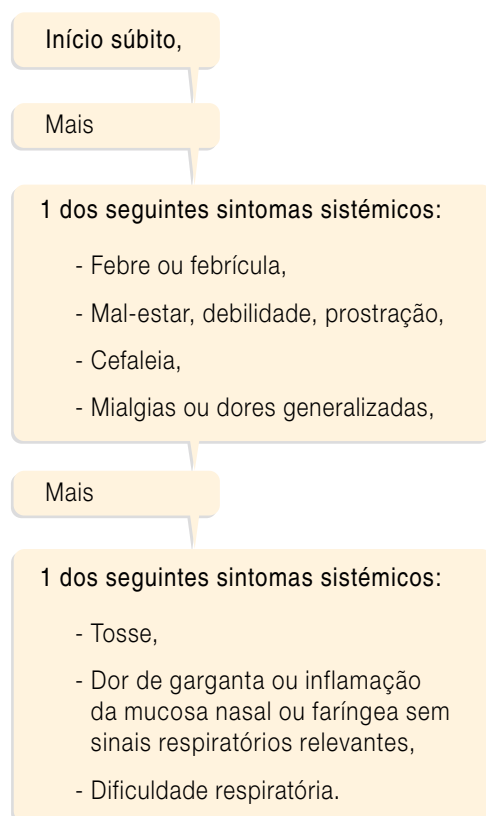 Início súbito,
Mais
1 dos seguintes sintomas sistémicos:
- Febre ou febrícula,
- Mal-estar, debilidade, prostração,
- Cefaleia,
- Mialgias ou dores generalizadas,
Mais
1 dos seguintes sintomas sistémicos:
- Tosse,
- Dor de garganta ou inflamação
da mucosa nasal ou faríngea sem
sinais respiratórios relevantes,
- Dificuldade respiratória.